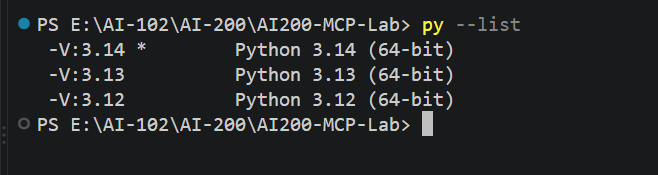 PS E:\AI-102\AI-200\AI200-MCP-Lab> py --list
-V:3.14 *        Python 3.14 (64-bit)
-V:3.13          Python 3.13 (64-bit)
-V:3.12          Python 3.12 (64-bit)
PS E:\AI-102\AI-200\AI200-MCP-Lab>